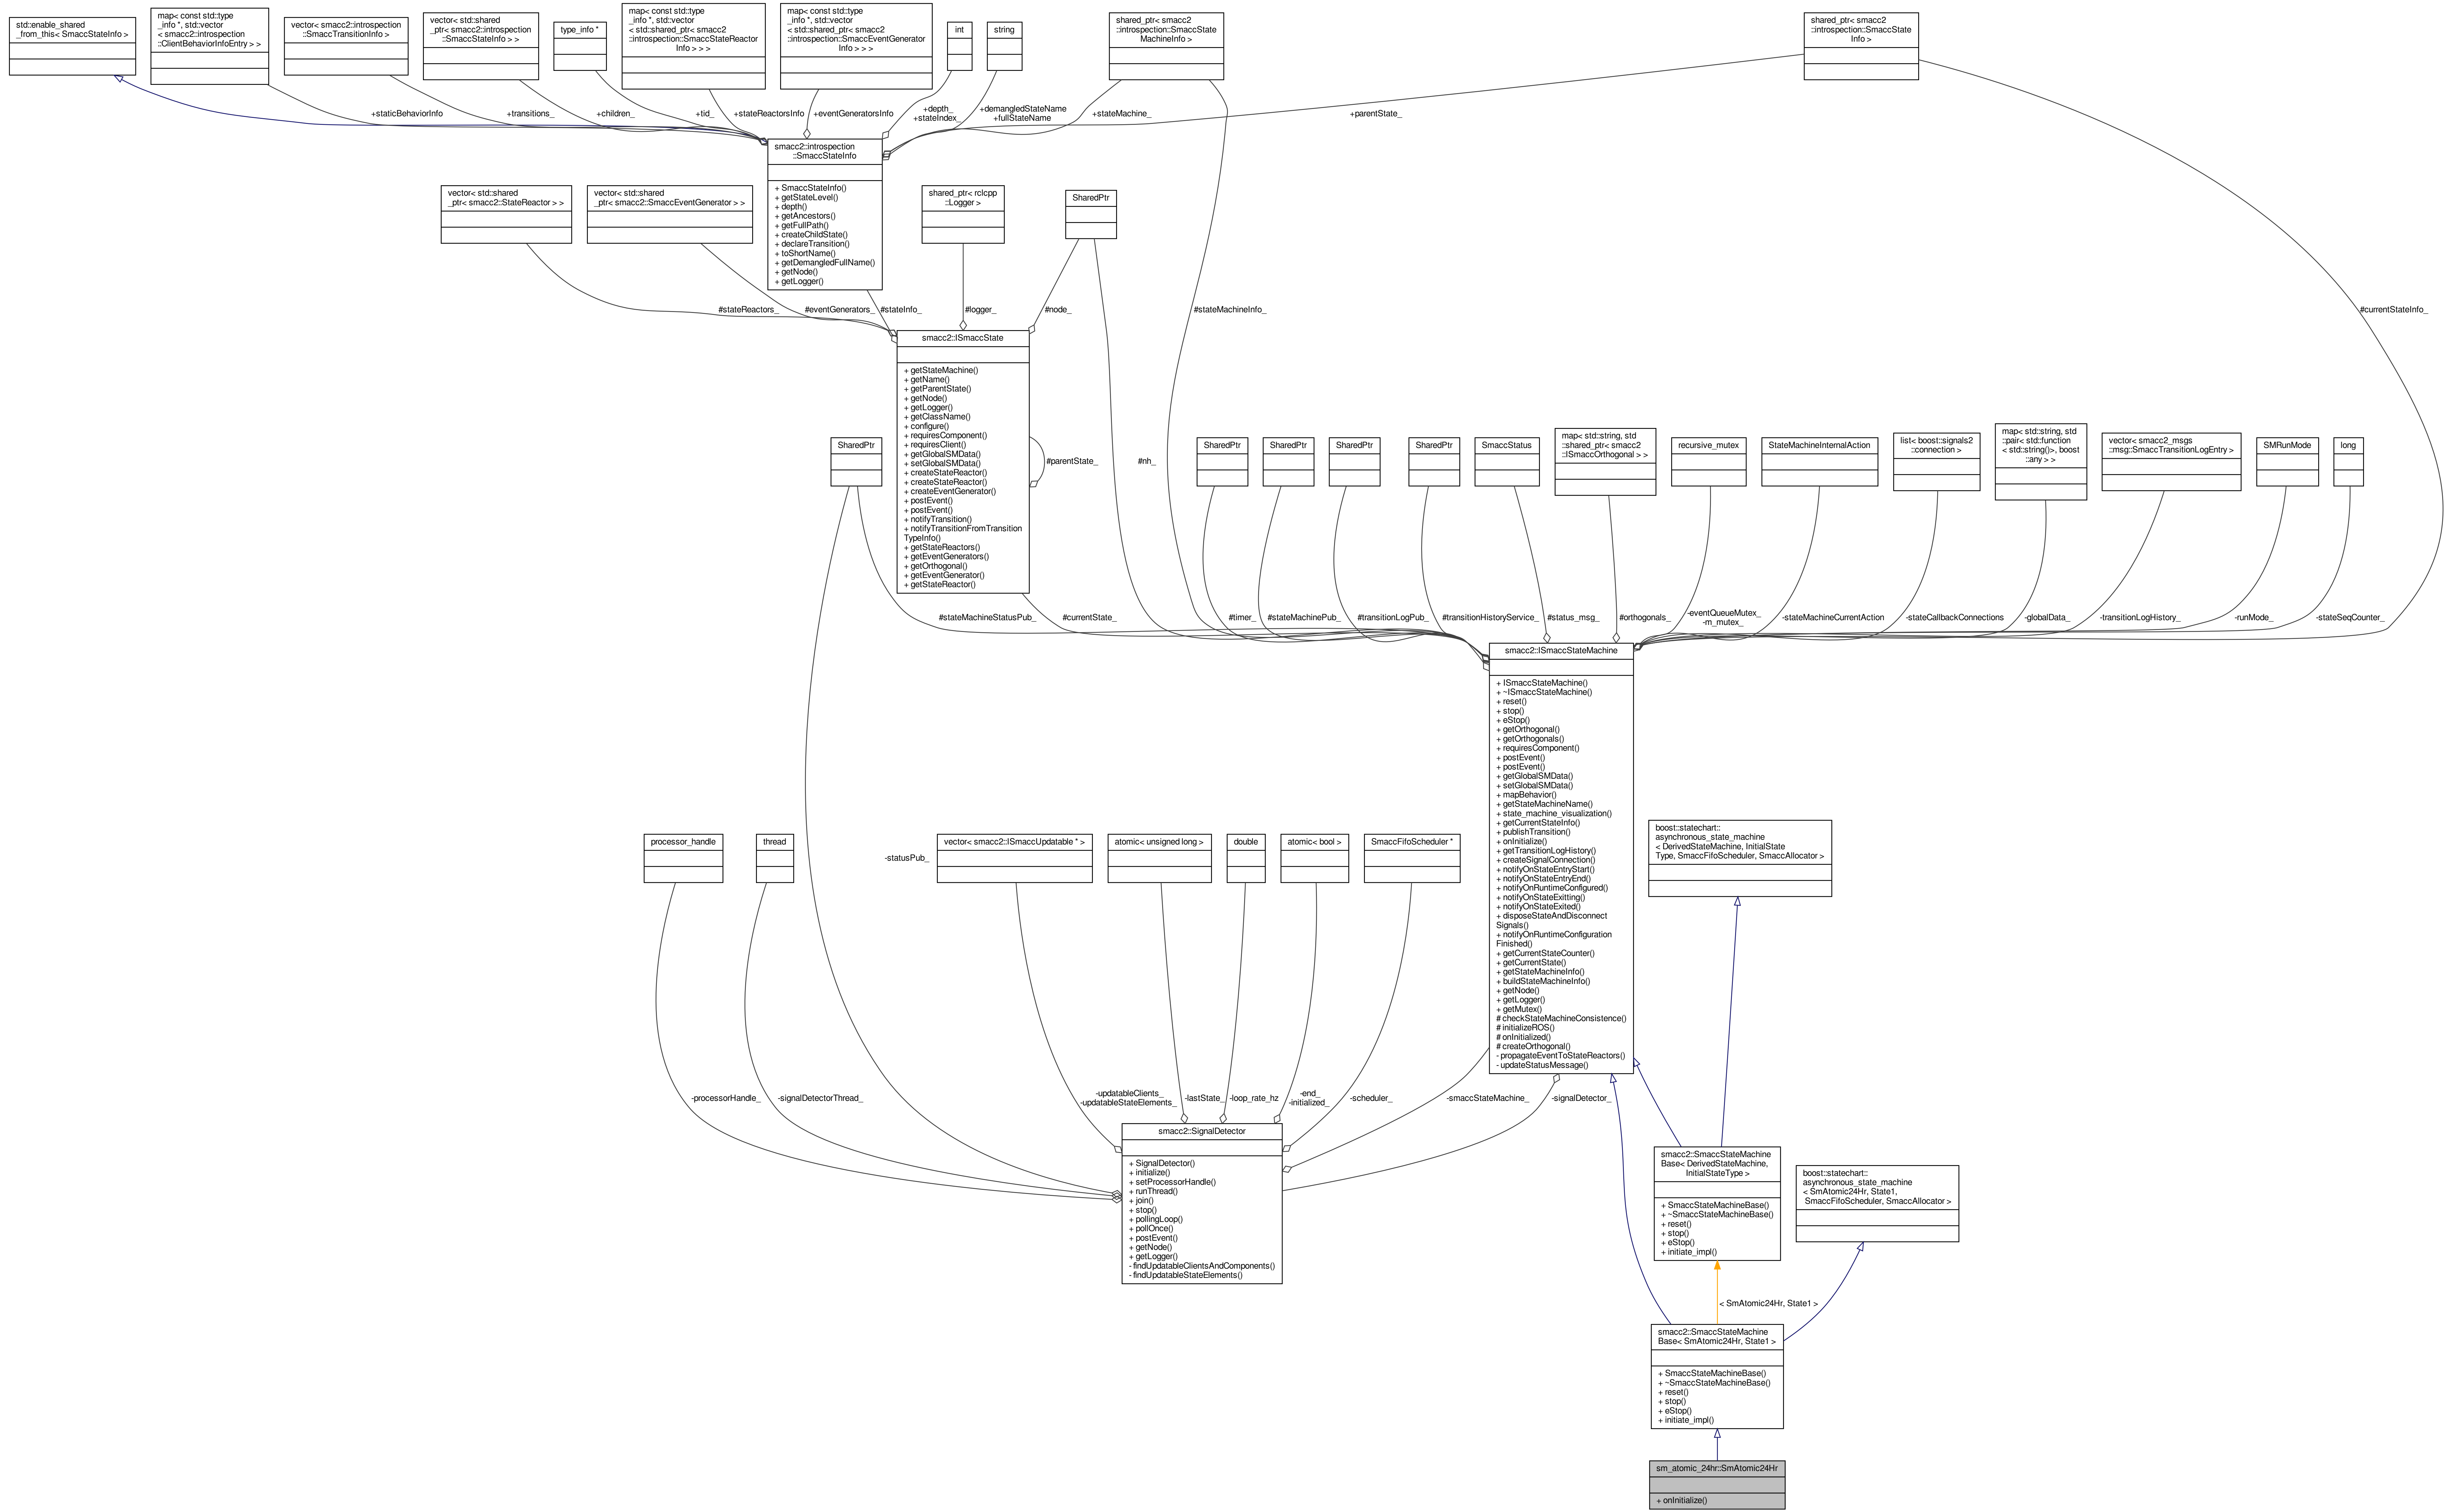 std::enable_shared
_from_this< SmaccStateInfo >
map< const std::type
_info *, std::vector
< smacc2::introspection
::ClientBehaviorInfoEntry > >
vector< smacc2::introspection
::SmaccTransitionInfo >
vector< std::shared
_ptr< smacc2::introspection
::SmaccStateInfo > >
type_info *
map< const std::type
_info *, std::vector
< std::shared_ptr< smacc2
::introspection::SmaccStateReactor
Info > > >
map< const std::type
_info *, std::vector
< std::shared_ptr< smacc2
::introspection::SmaccEventGenerator
Info > > >
int
string
shared_ptr< smacc2
::introspection::SmaccState
MachineInfo >
shared_ptr< smacc2
::introspection::SmaccState
Info >
+staticBehaviorInfo
+transitions_
+children_
+tid_
+stateReactorsInfo
+eventGeneratorsInfo
+depth_
+stateIndex_
+demangledStateName
+fullStateName
+stateMachine_
+parentState_
smacc2::introspection
::SmaccStateInfo
+ SmaccStateInfo()
+ getStateLevel()
+ depth()
+ getAncestors()
+ getFullPath()
+ createChildState()
+ declareTransition()
+ toShortName()
+ getDemangledFullName()
+ getNode()
+ getLogger()
vector< std::shared
_ptr< smacc2::StateReactor > >
vector< std::shared
_ptr< smacc2::SmaccEventGenerator > >
shared_ptr< rclcpp
::Logger >
SharedPtr
#stateReactors_
#eventGenerators_
#stateInfo_
#logger_
#node_
#stateMachineInfo_
#currentStateInfo_
smacc2::ISmaccState
+ getStateMachine()
+ getName()
+ getParentState()
+ getNode()
+ getLogger()
+ getClassName()
+ configure()
+ requiresComponent()
+ requiresClient()
+ getGlobalSMData()
+ setGlobalSMData()
+ createStateReactor()
+ createStateReactor()
+ createEventGenerator()
+ postEvent()
+ postEvent()
+ notifyTransition()
+ notifyTransitionFromTransition
TypeInfo()
+ getStateReactors()
+ getEventGenerators()
+ getOrthogonal()
+ getEventGenerator()
+ getStateReactor()
#parentState_
#nh_
SharedPtr
SharedPtr
SharedPtr
SharedPtr
SharedPtr
SmaccStatus
map< std::string, std
::shared_ptr< smacc2
::ISmaccOrthogonal > >
recursive_mutex
StateMachineInternalAction
list< boost::signals2
::connection >
map< std::string, std
::pair< std::function
< std::string()>, boost
::any > >
vector< smacc2_msgs
::msg::SmaccTransitionLogEntry >
SMRunMode
long
#stateMachineStatusPub_
#currentState_
#timer_
#stateMachinePub_
#transitionLogPub_
#transitionHistoryService_
#status_msg_
#orthogonals_
-eventQueueMutex_
-m_mutex_
-stateMachineCurrentAction
-stateCallbackConnections
-globalData_
-transitionLogHistory_
-runMode_
-stateSeqCounter_
smacc2::ISmaccStateMachine
+ ISmaccStateMachine()
+ ~ISmaccStateMachine()
+ reset()
+ stop()
+ eStop()
+ getOrthogonal()
+ getOrthogonals()
+ requiresComponent()
+ postEvent()
+ postEvent()
+ getGlobalSMData()
+ setGlobalSMData()
+ mapBehavior()
+ getStateMachineName()
+ state_machine_visualization()
+ getCurrentStateInfo()
+ publishTransition()
+ onInitialize()
+ getTransitionLogHistory()
+ createSignalConnection()
+ notifyOnStateEntryStart()
+ notifyOnStateEntryEnd()
+ notifyOnRuntimeConfigured()
+ notifyOnStateExitting()
+ notifyOnStateExited()
+ disposeStateAndDisconnect
Signals()
+ notifyOnRuntimeConfiguration
Finished()
+ getCurrentStateCounter()
+ getCurrentState()
+ getStateMachineInfo()
+ buildStateMachineInfo()
+ getNode()
+ getLogger()
+ getMutex()
# checkStateMachineConsistence()
# initializeROS()
# onInitialized()
# createOrthogonal()
- propagateEventToStateReactors()
- updateStatusMessage()
processor_handle
thread
-statusPub_
vector< smacc2::ISmaccUpdatable * >
atomic< unsigned long >
double
atomic< bool >
SmaccFifoScheduler *
boost::statechart::
asynchronous_state_machine
< DerivedStateMachine, InitialState
Type, SmaccFifoScheduler, SmaccAllocator >
-processorHandle_
-signalDetectorThread_
-updatableClients_
-updatableStateElements_
-lastState_
-loop_rate_hz
-end_
-initialized_
-scheduler_
-smaccStateMachine_
-signalDetector_
smacc2::SignalDetector
+ SignalDetector()
+ initialize()
+ setProcessorHandle()
+ runThread()
+ join()
+ stop()
+ pollingLoop()
+ pollOnce()
+ postEvent()
+ getNode()
+ getLogger()
- findUpdatableClientsAndComponents()
- findUpdatableStateElements()
smacc2::SmaccStateMachine
Base< DerivedStateMachine,
InitialStateType >
+ SmaccStateMachineBase()
+ ~SmaccStateMachineBase()
+ reset()
+ stop()
+ eStop()
+ initiate_impl()
boost::statechart::
asynchronous_state_machine
< SmAtomic24Hr, State1,
SmaccFifoScheduler, SmaccAllocator >
< SmAtomic24Hr, State1 >
smacc2::SmaccStateMachine
Base< SmAtomic24Hr, State1 >
+ SmaccStateMachineBase()
+ ~SmaccStateMachineBase()
+ reset()
+ stop()
+ eStop()
+ initiate_impl()
sm_atomic_24hr::SmAtomic24Hr
+ onInitialize()